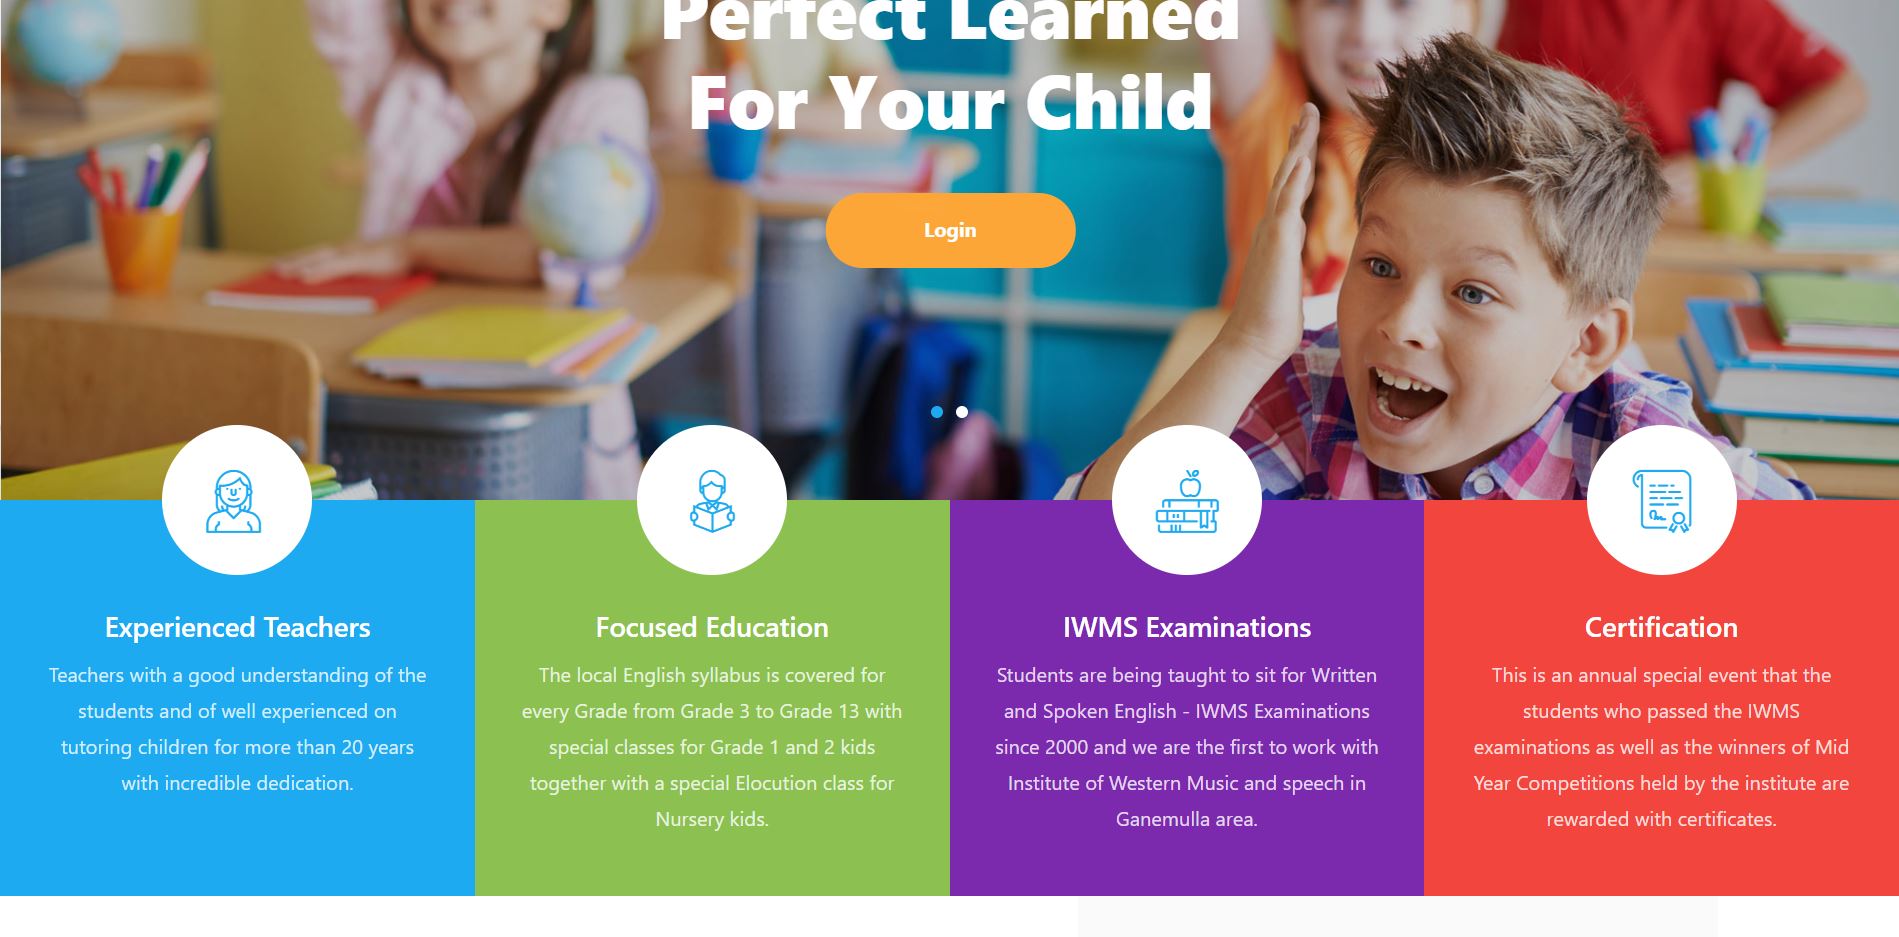 Perfect Learned
For Your Child
Login
Experienced Teachers
Teachers with a good understanding of the
students and of well experienced on
tutoring children for more than 20 years
with incredible dedication.
Focused Education
The local English syllabus is covered for
every Grade from Grade 3 to Grade 13 with
special classes for Grade 1 and 2 kids
together with a special Elocution class for
Nursery kids.
IWMS Examinations
Students are being taught to sit for Written
and Spoken English - IWMS Examinations
since 2000 and we are the first to work with
Institute of Western Music and speech in
Ganemulla area.
Certification
This is an annual special event that the
students who passed the IWMS
examinations as well as the winners of Mid
Year Competitions held by the institute are
rewarded with certificates.